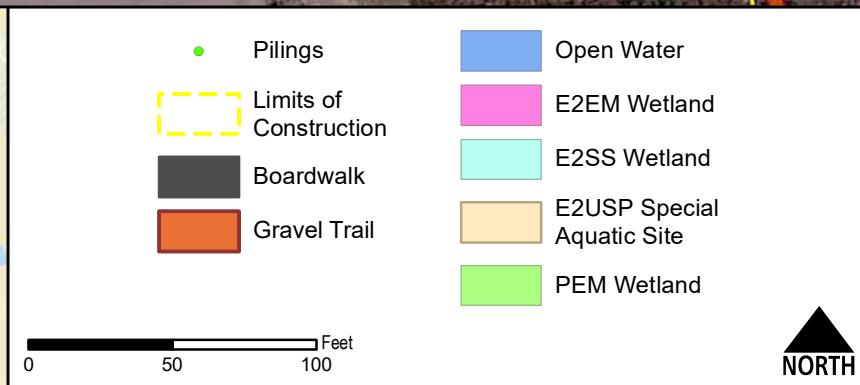 Pilings
Limits of
Construction
Boardwalk
Gravel Trail
Open Water
E2EM Wetland
E2SS Wetland
E2USP Special
Aquatic Site
PEM Wetland
Feet
0 50 100
NORTH